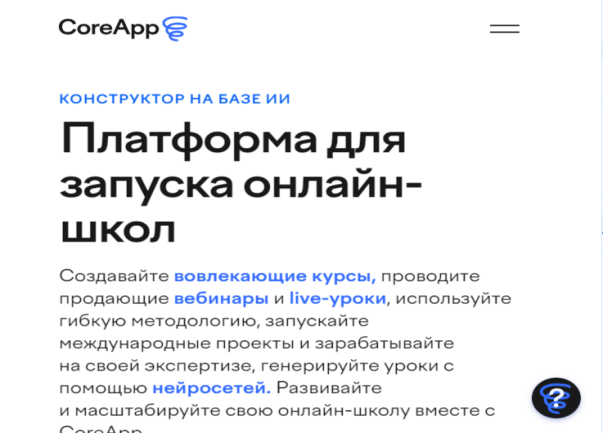 CoreApp
КОНСТРУКТОР НА БАЗЕ ИИ
Платформа для
запуска онлайн-
школ
Создавайте вовлекающие курсы, проводите
продающие вебинары и live-уроки, используйте
гибкую методологию, запускайте
международные проекты и зарабатывайте
на своей экспертизе, генерируйте уроки с
помощью нейросетей. Развивайте
и масштабируйте свою онлайн-школу вместе с
CoreApp
?